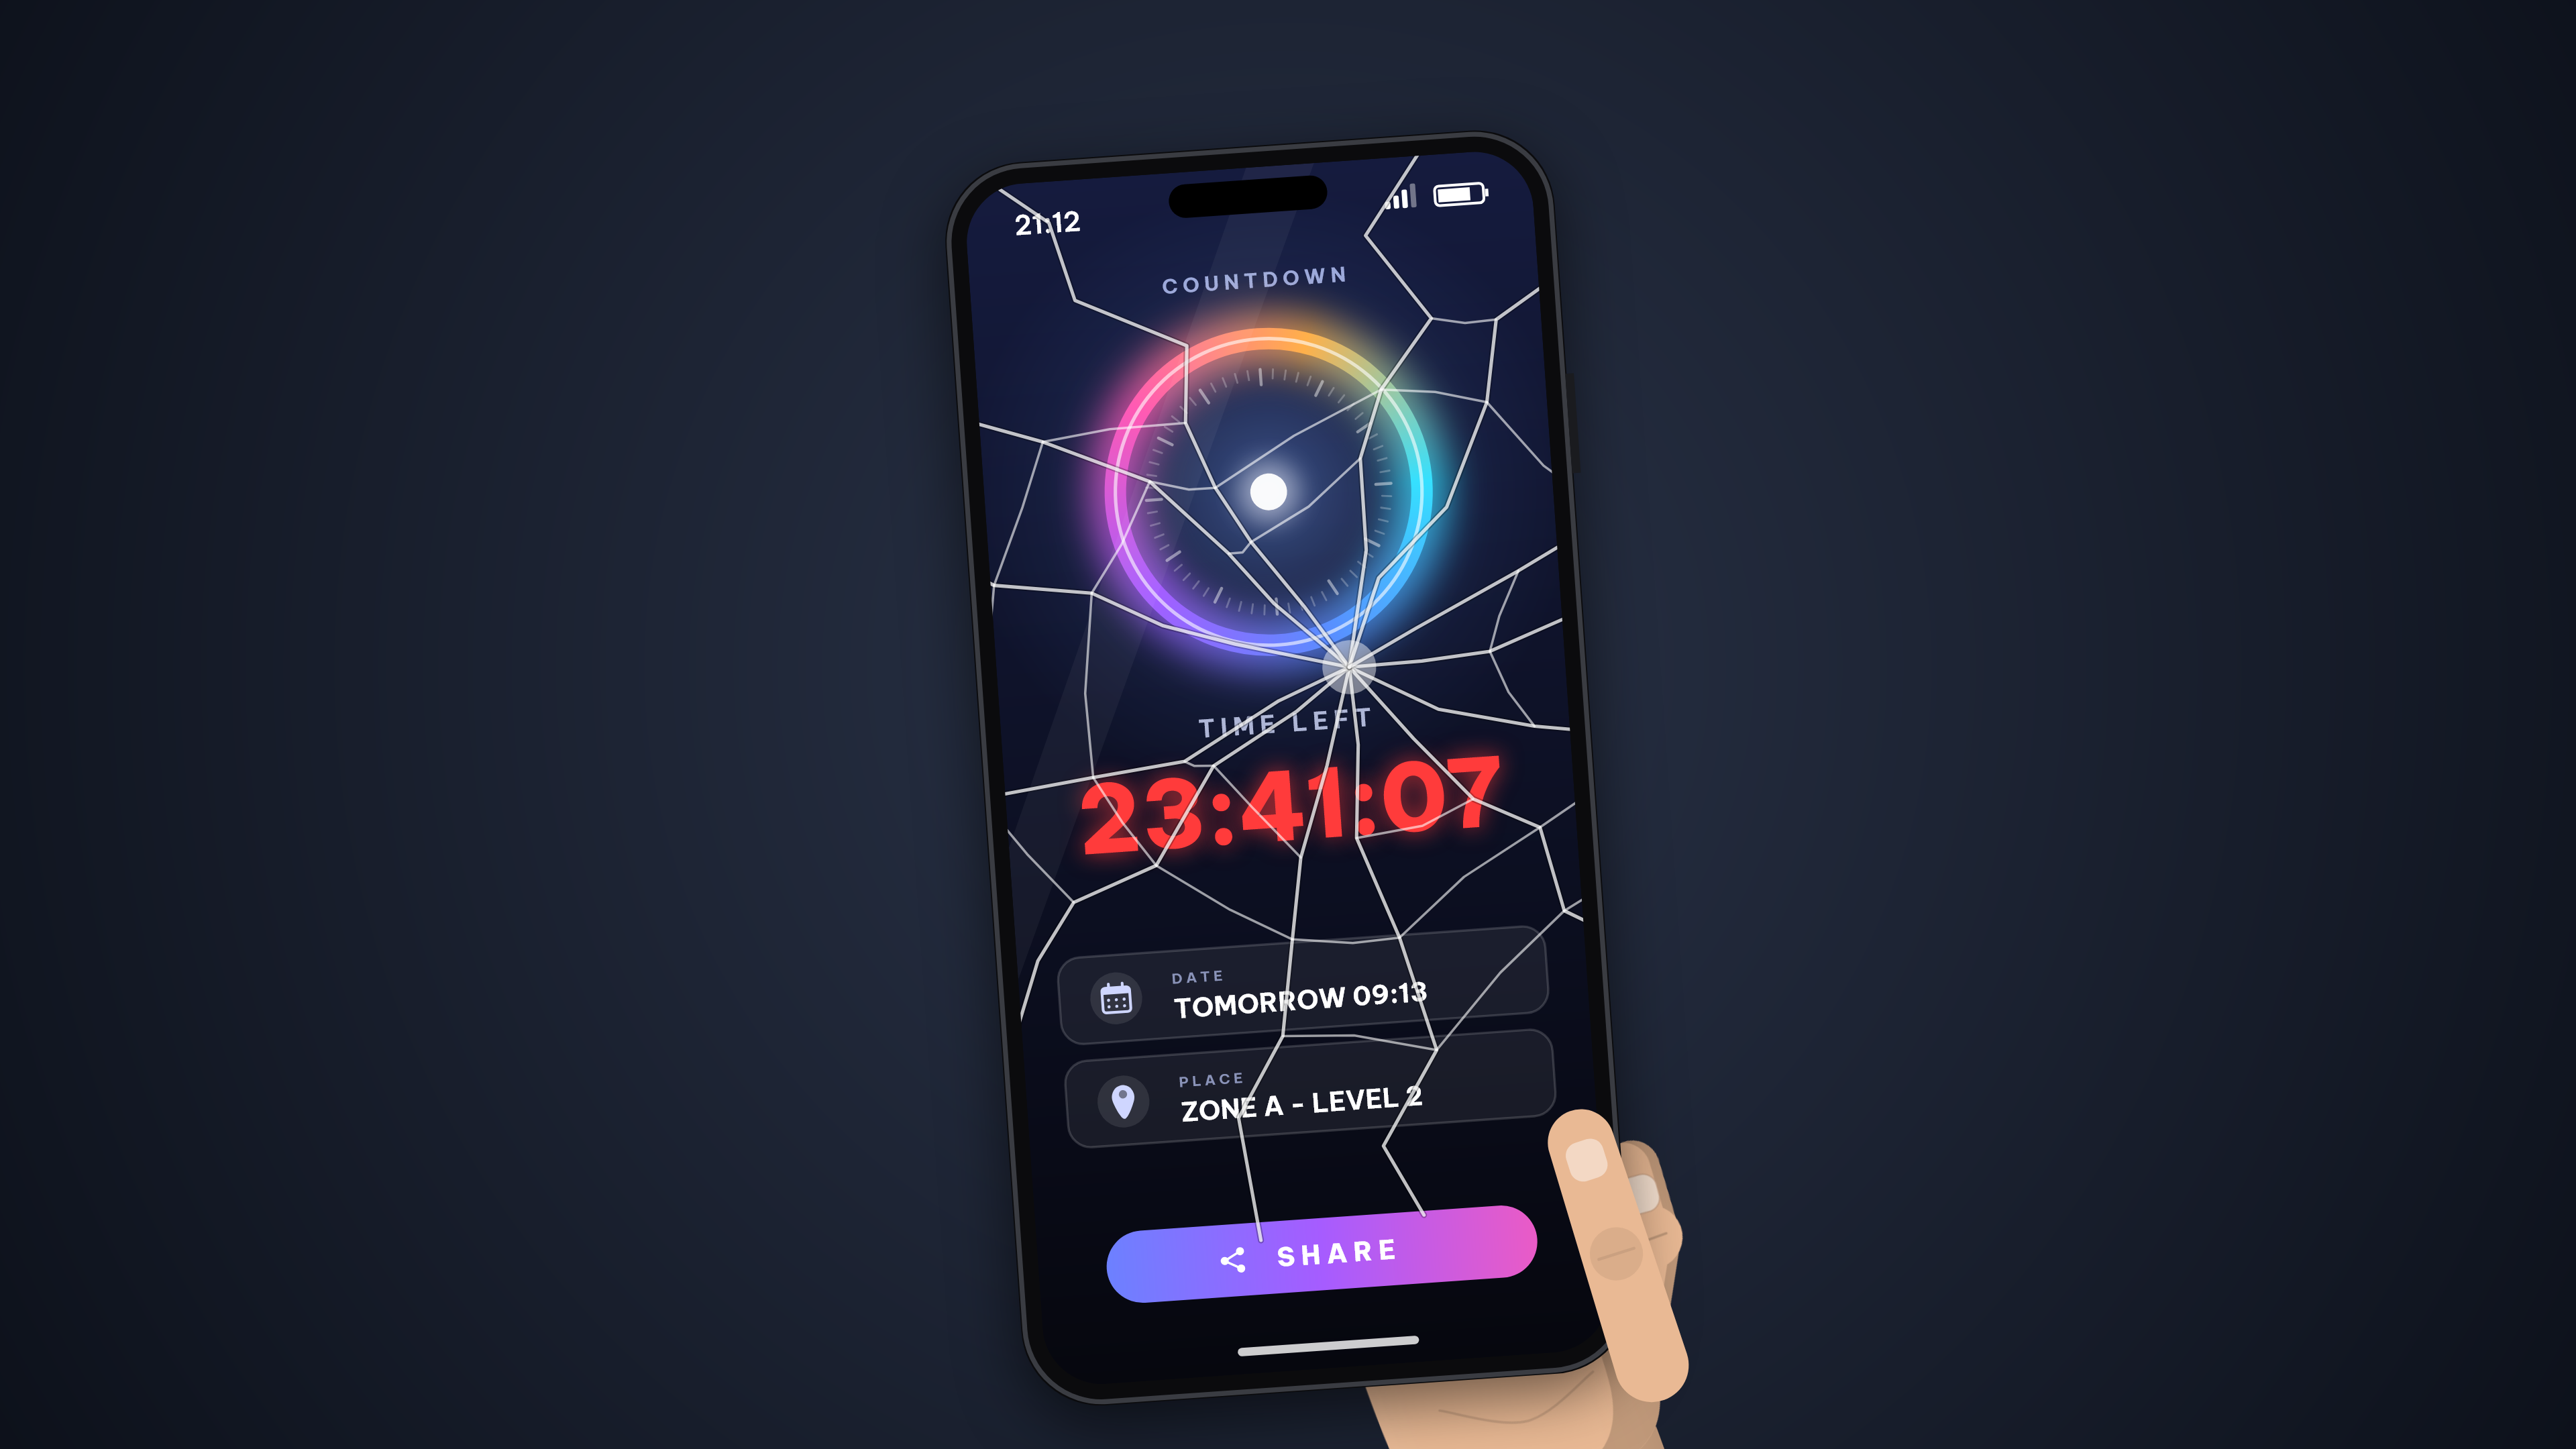 21:12
COUNTDOWN
TIME LEFT
23:41:07
DATE
TOMORROW 09:13
PLACE
ZONE A - LEVEL 2
SHARE